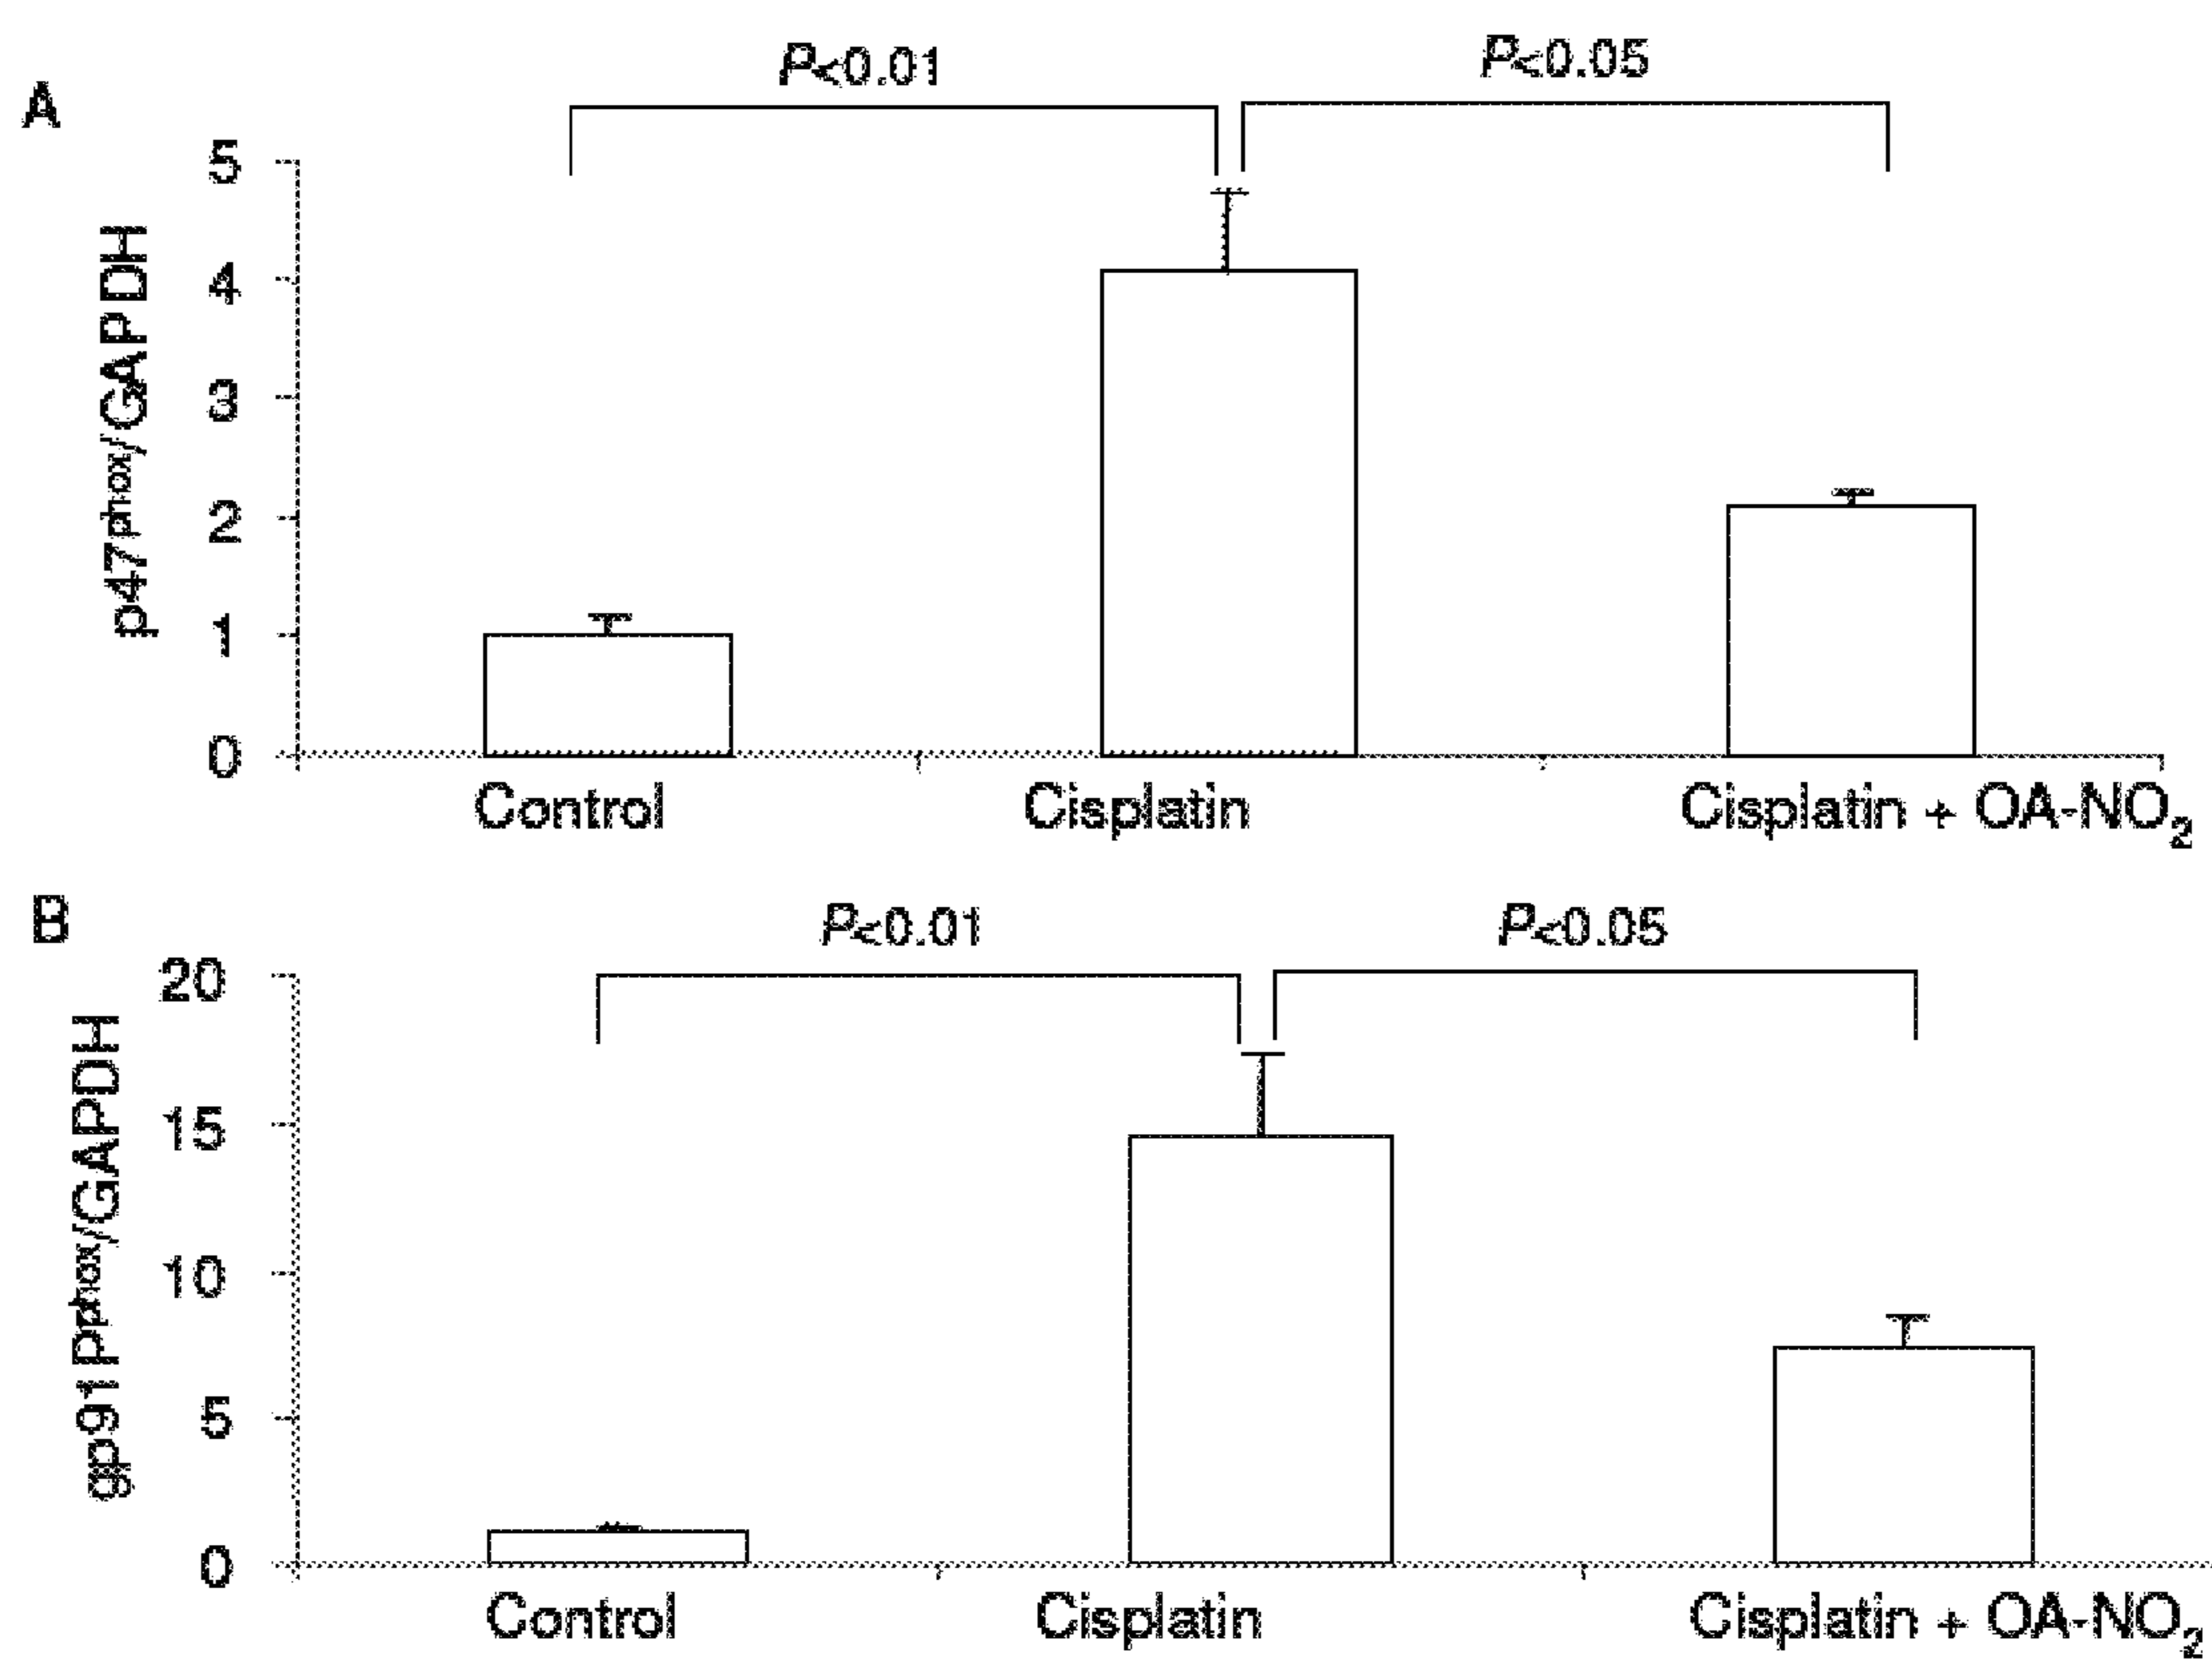 A
P<0.01
P<0.05
p47phox/GAPDH
5
4
3
2
1
0
Control
Cisplatin
Cisplatin + OA-NO2
B
P<0.01
P<0.05
gp91Pphox/GAPDH
20
15
10
5
0
Control
Cisplatin
Cisplatin + OA-NO2